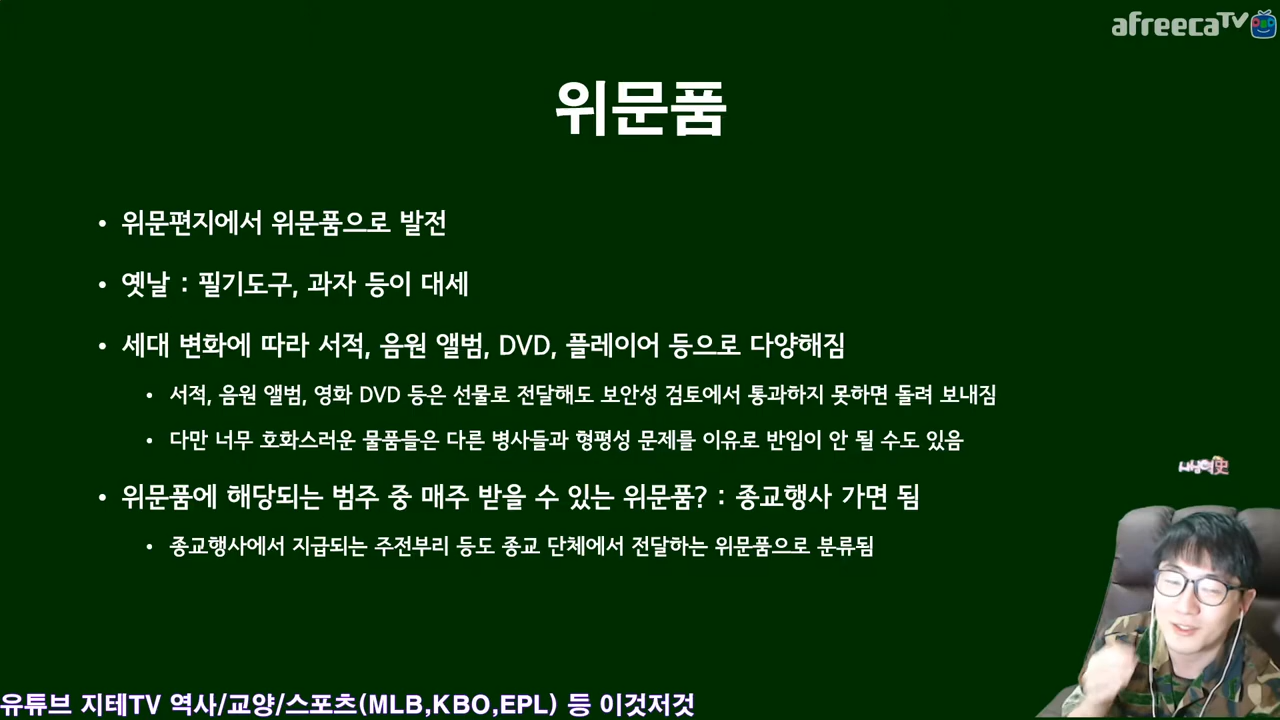 afreecaTV
위문품
• 위문편지에서 위문품으로 발전
• 옛날 : 필기도구, 과자 등이 대세
• 세대 변화에 따라 서적, 음원 앨범, DVD, 플레이어 등으로 다양해짐
• 서적, 음원 앨범, 영화 DVD 등은 선물로 전달해도 보안성 검토에서 통과하지 못하면 돌려 보내짐
• 다만 너무 호화스러운 물품들은 다른 병사들과 형평성 문제를 이유로 반입이 안 될 수도 있음
• 위문품에 해당되는 범주 중 매주 받을 수 있는 위문품? : 종교행사 가면 됨
• 종교행사에서 지급되는 주전부리 등도 종교 단체에서 전달하는 위문품으로 분류됨
유튜브 지테TV 역사/교양/스포츠(MLB,KBO,EPL) 등 이것저것